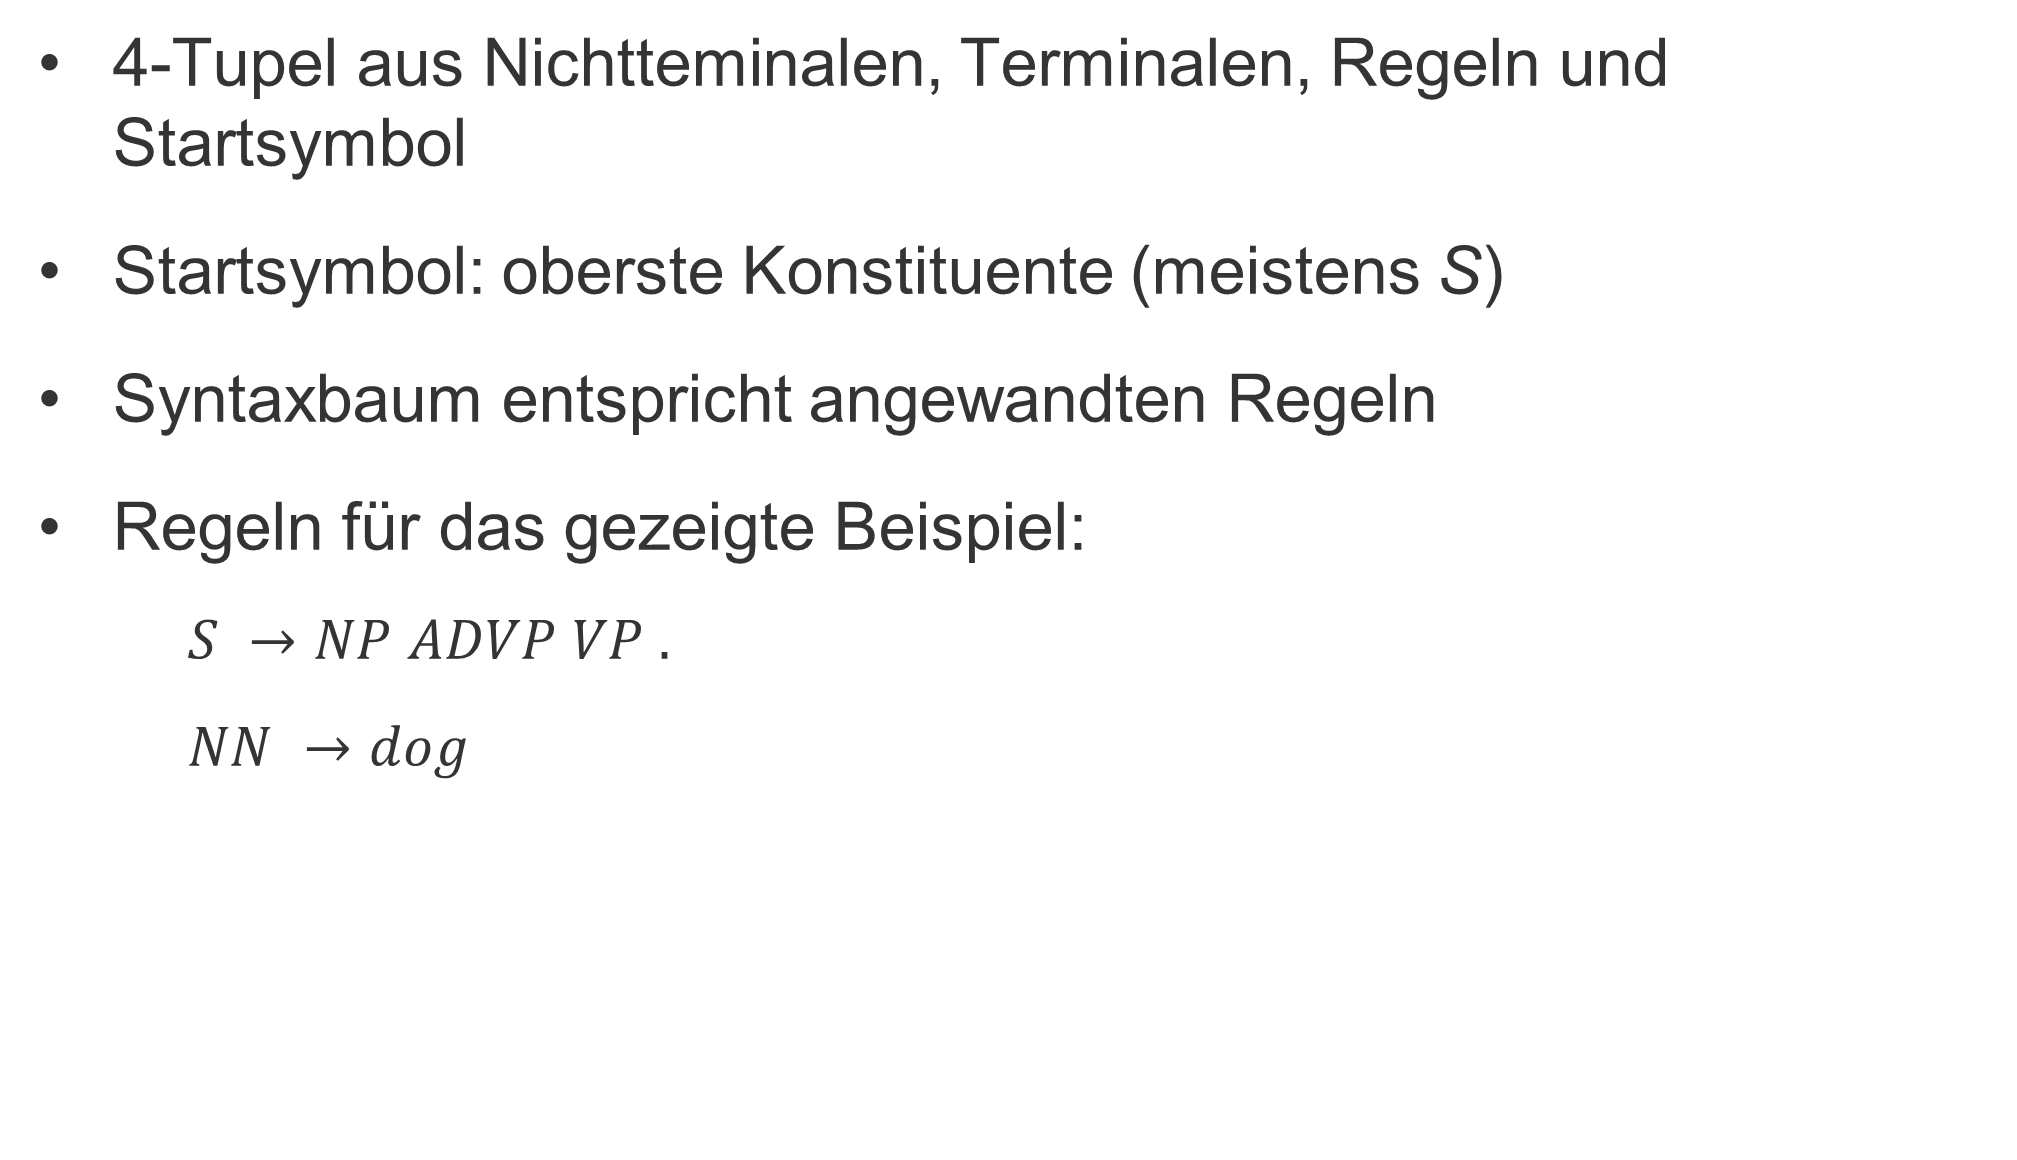 • 4-Tupel aus Nichtteminalen, Terminalen, Regeln und
Startsymbol
• Startsymbol: oberste Konstituente (meistens S)
• Syntaxbaum entspricht angewandten Regeln
• Regeln für das gezeigte Beispiel:
S → NP ADVP VP .
NN → dog